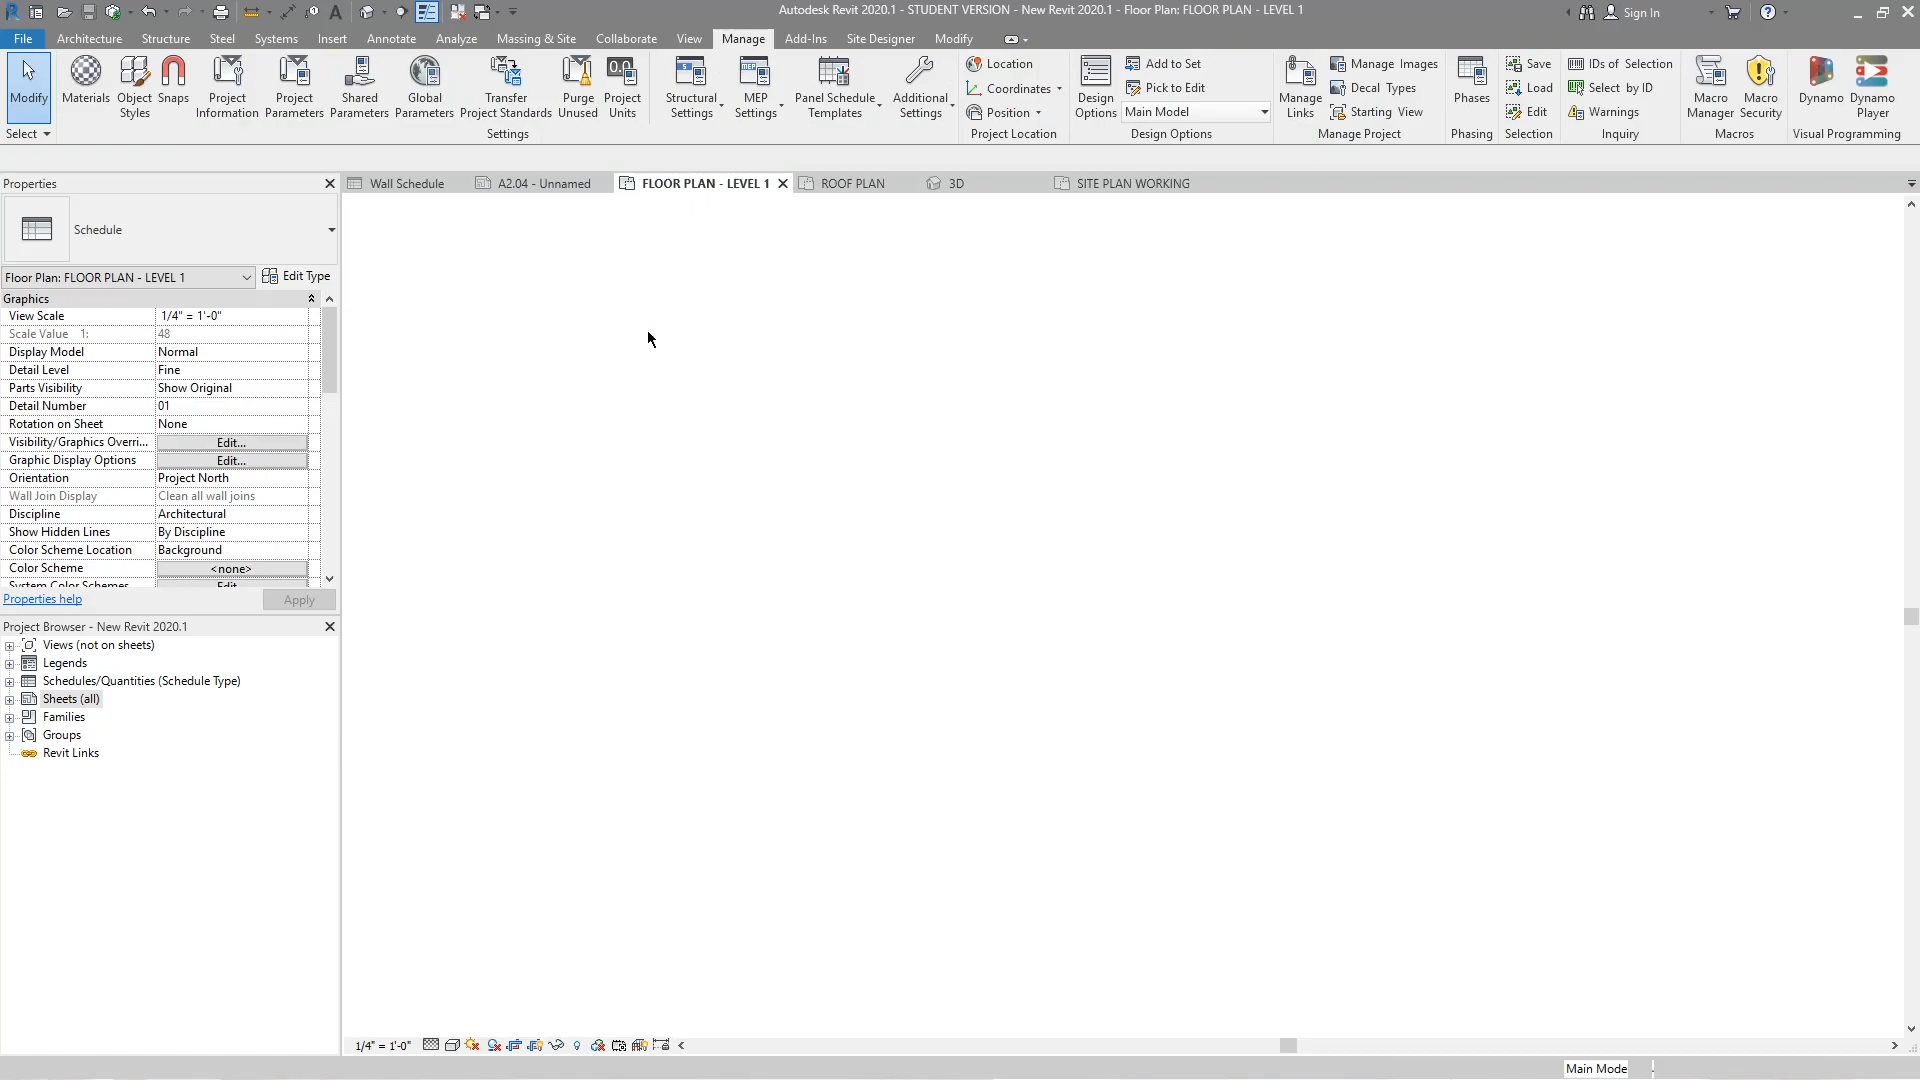 Autodesk Revit 2020.1 - STUDENT VERSION - New Revit 2020.1 - Floor Plan: FLOOR PLAN - LEVEL 1
Sign In
File Architecture Structure Steel Systems Insert Annotate Analyze Massing & Site Collaborate View Manage Add-Ins Site Designer Modify
Modify
Materials
Object Styles
Snaps
Project Information
Project Parameters
Shared Parameters
Global Parameters
Transfer Project Standards
Purge Unused
Project Units
Structural Settings
MEP Settings
Panel Schedule Templates
Additional Settings
Location
Coordinates
Position
Design Options
Add to Set
Pick to Edit
Main Model
Manage Links
Manage Images
Decal Types
Starting View
Phases
Save
Load
Edit
IDs of Selection
Select by ID
Warnings
Macro Manager
Macro Security
Dynamo
Dynamo Player
Select
Settings
Project Location
Design Options
Manage Project
Phasing
Selection
Inquiry
Macros
Visual Programming
Properties
Wall Schedule
A2.04 - Unnamed
FLOOR PLAN - LEVEL 1
ROOF PLAN
3D
SITE PLAN WORKING
Schedule
Floor Plan: FLOOR PLAN - LEVEL 1
Edit Type
Graphics
View Scale 1/4" = 1'-0"
Scale Value 1: 48
Display Model Normal
Detail Level Fine
Parts Visibility Show Original
Detail Number 01
Rotation on Sheet None
Visibility/Graphics Overri... Edit...
Graphic Display Options Edit...
Orientation Project North
Wall Join Display Clean all wall joins
Discipline Architectural
Show Hidden Lines By Discipline
Color Scheme Location Background
Color Scheme <none>
System Color Schemes Edit
Properties help
Apply
Project Browser - New Revit 2020.1
Views (not on sheets)
Legends
Schedules/Quantities (Schedule Type)
Sheets (all)
Families
Groups
Revit Links
1/4" = 1'-0"
Main Mode